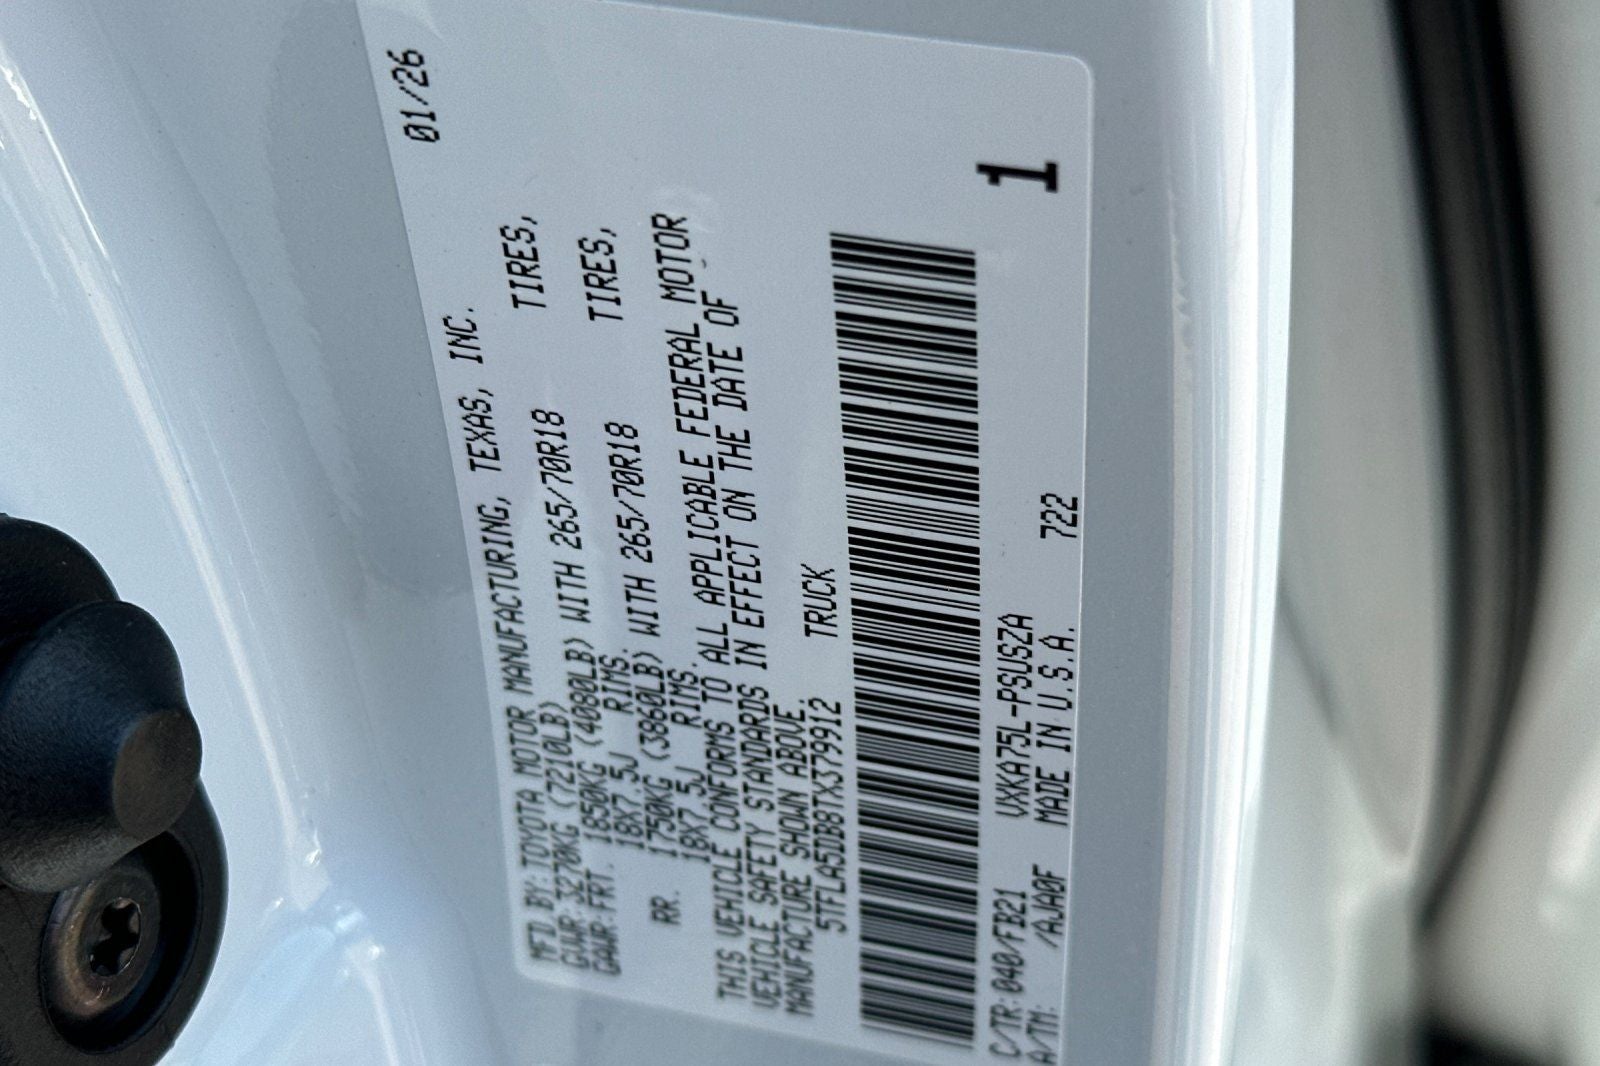 01/26
MFD BY: TOYOTA MOTOR MANUFACTURING, TEXAS, INC.
GVWR:3270KG (7210LB)
GAWR:FRT. 1850KG (4080LB) WITH 265/70R18 TIRES,
18X7.5J RIMS.
RR. 1750KG (3860LB) WITH 265/70R18 TIRES,
18X7.5J RIMS.
THIS VEHICLE CONFORMS TO ALL APPLICABLE FEDERAL MOTOR
VEHICLE SAFETY STANDARDS IN EFFECT ON THE DATE OF
MANUFACTURE SHOWN ABOVE.
5TFLA5DB8TX379912 TRUCK
1
C/TR:040/FB21 VXKA75L-PSUSZA
A/TM: /AJA0F MADE IN U.S.A. 722